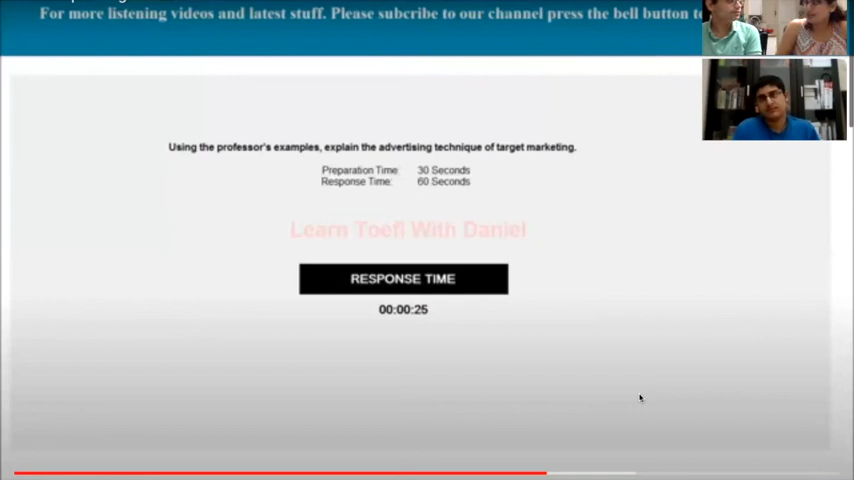 For more listening videos and latest stuff. Please subcribe to our channel press the bell button
Using the professor's examples, explain the advertising technique of target marketing.
Preparation Time: 30 Seconds
Response Time: 60 Seconds
Learn Toefl With Daniel
RESPONSE TIME
00:00:25